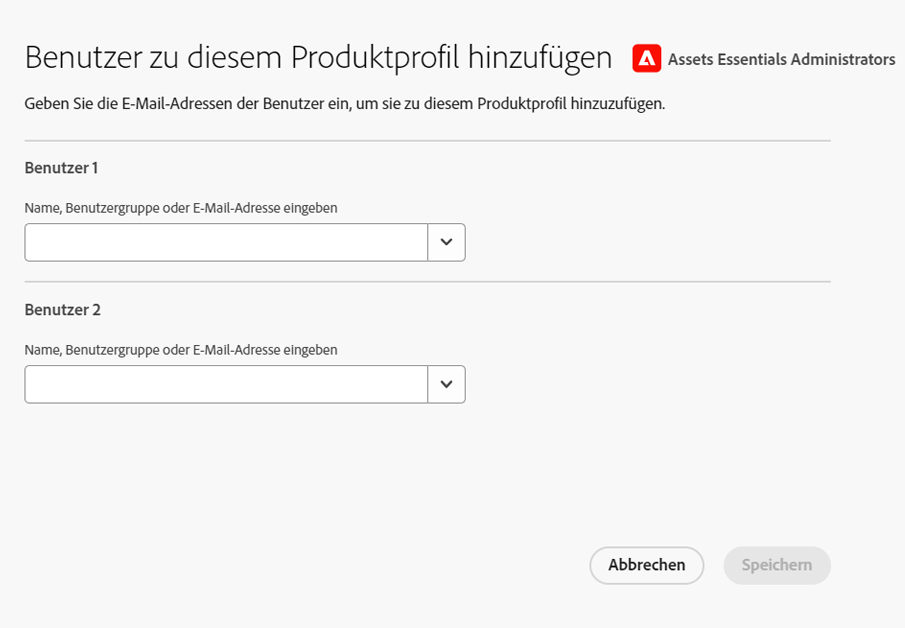 Benutzer zu diesem Produktprofil hinzufügen
Assets Essentials Administrators
Geben Sie die E-Mail-Adressen der Benutzer ein, um sie zu diesem Produktprofil hinzuzufügen.
Benutzer 1
Name, Benutzergruppe oder E-Mail-Adresse eingeben
Benutzer 2
Name, Benutzergruppe oder E-Mail-Adresse eingeben
Abbrechen
Speichern